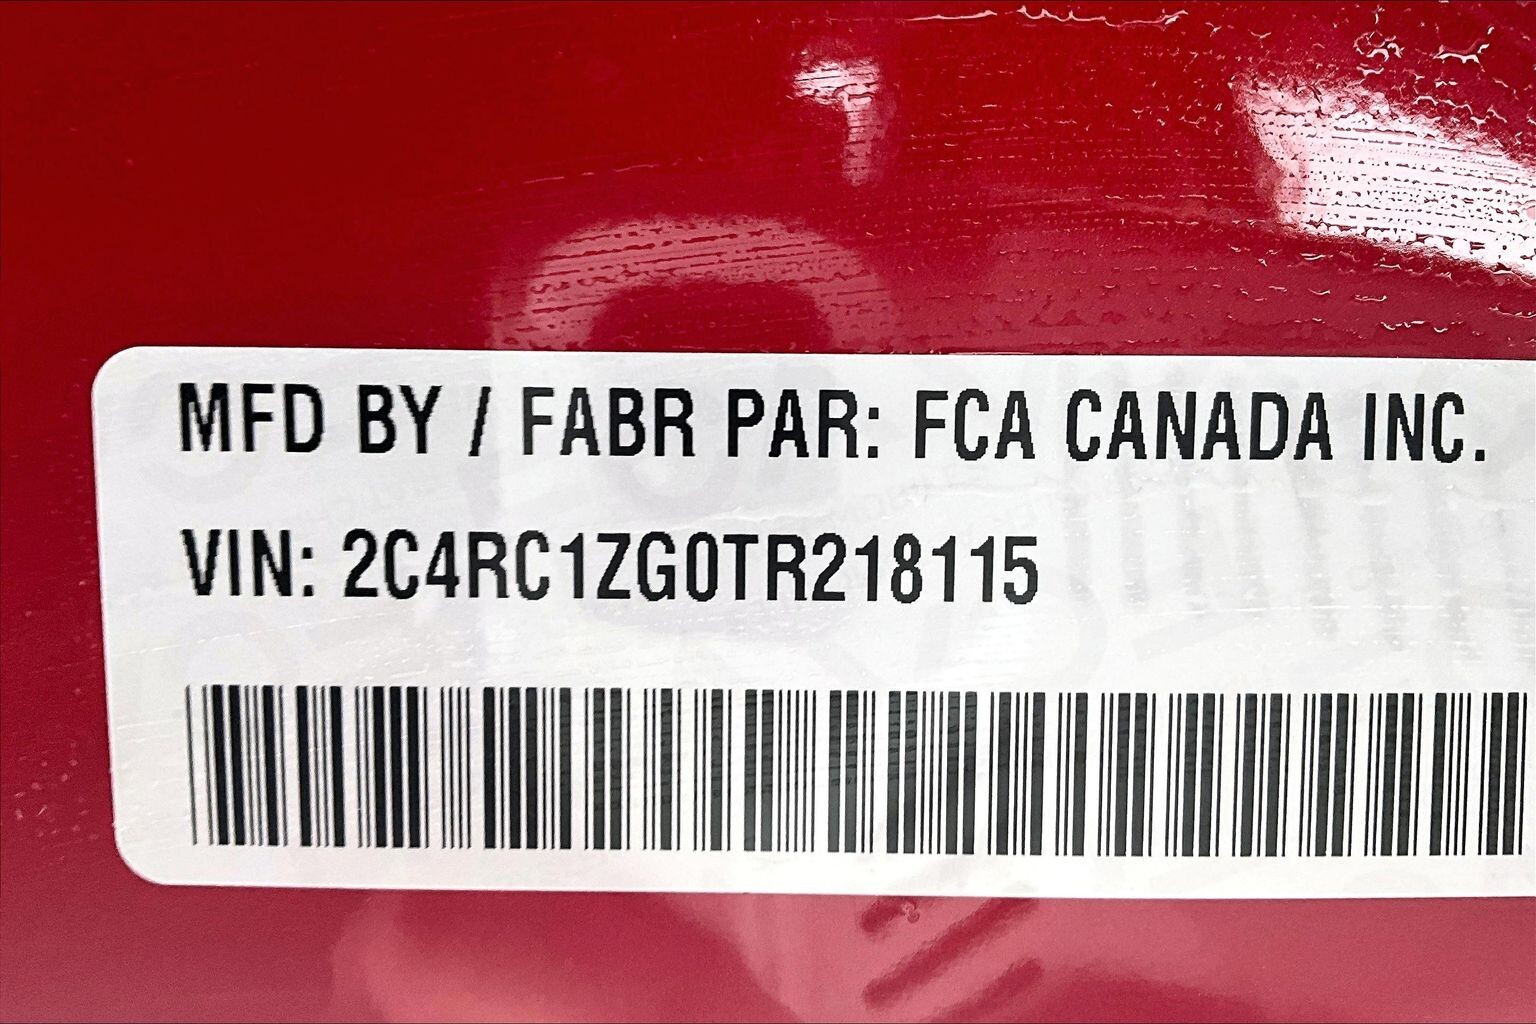 MFD BY / FABR PAR: FCA CANADA INC.
VIN: 2C4RC1ZG0TR218115